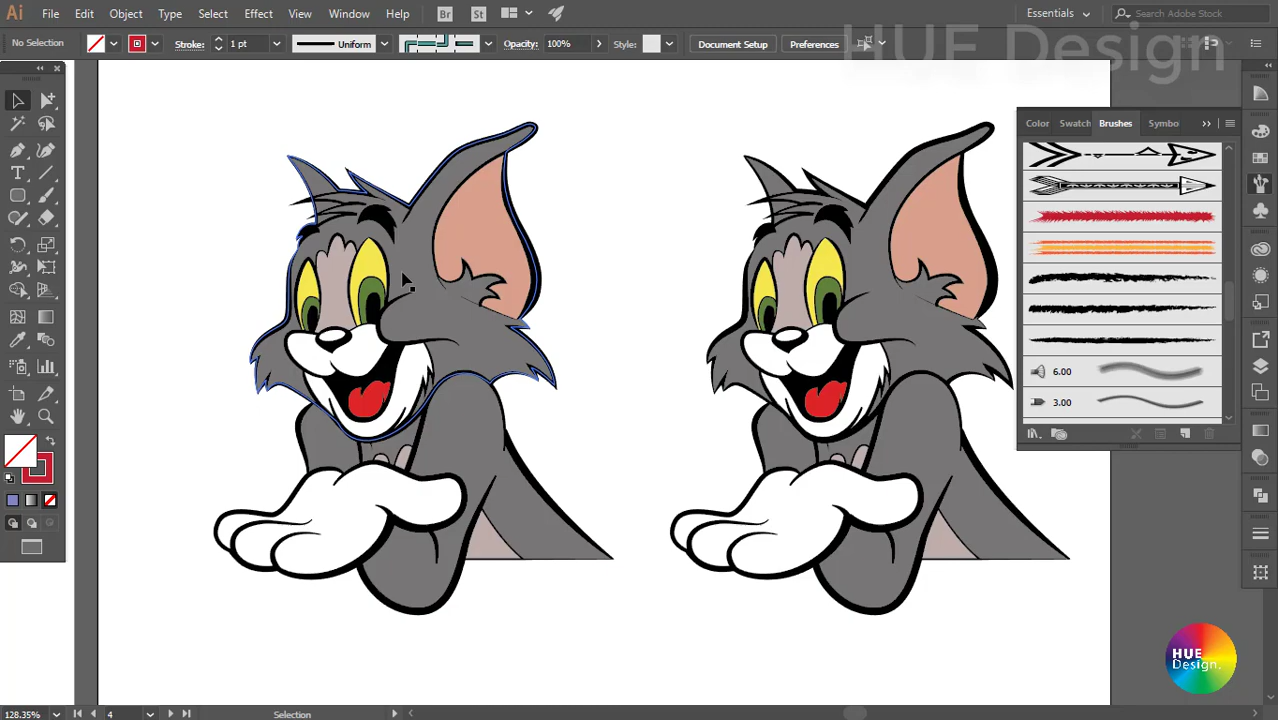 Ai File Edit Object Type Select Effect View Window Help Br St Essentials Search Adobe Stock
No Selection Stroke: 1 pt Uniform Opacity: 100% Style: Document Setup Preferences
HUE Design
Color Swatch Brushes Symbo
6.00
3.00
HUE
Design.
128.35% 4 Selection